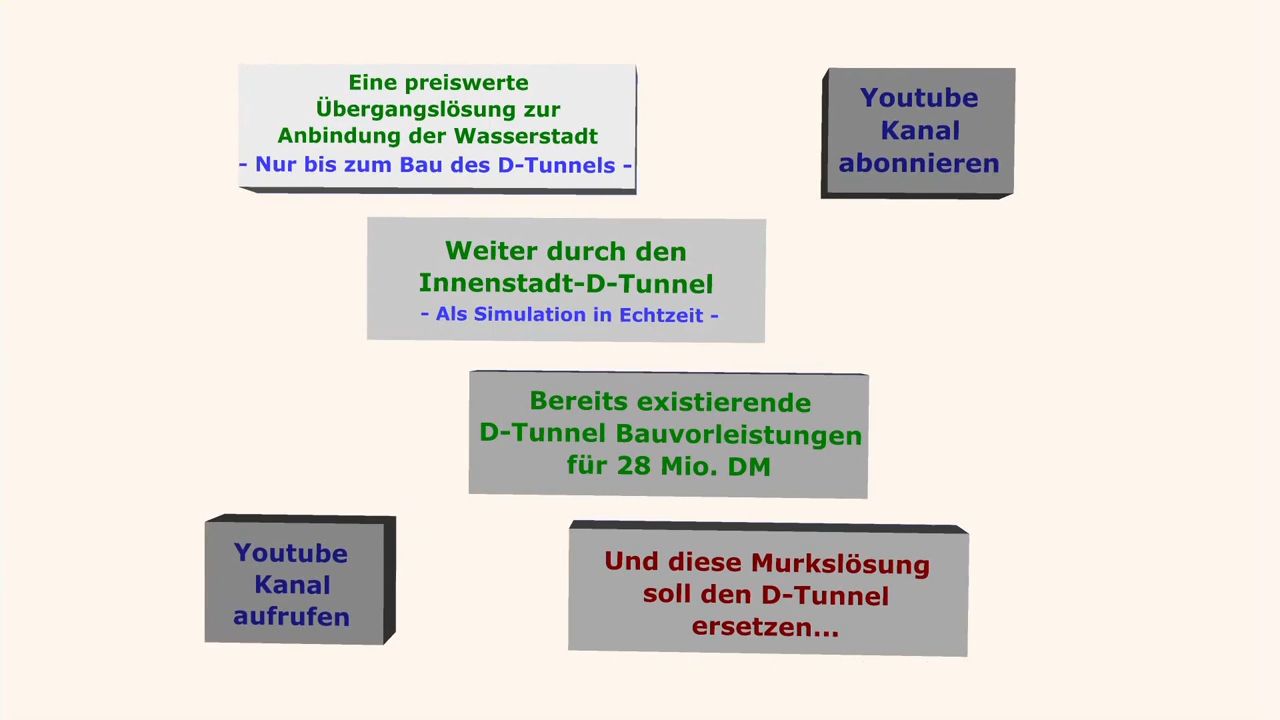 Eine preiswerte
Übergangslösung zur
Anbindung der Wasserstadt
- Nur bis zum Bau des D-Tunnels -
Youtube
Kanal
abonnieren
Weiter durch den
Innenstadt-D-Tunnel
- Als Simulation in Echtzeit -
Bereits existierende
D-Tunnel Bauvorleistungen
für 28 Mio. DM
Youtube
Kanal
aufrufen
Und diese Murkslösung
soll den D-Tunnel
ersetzen...